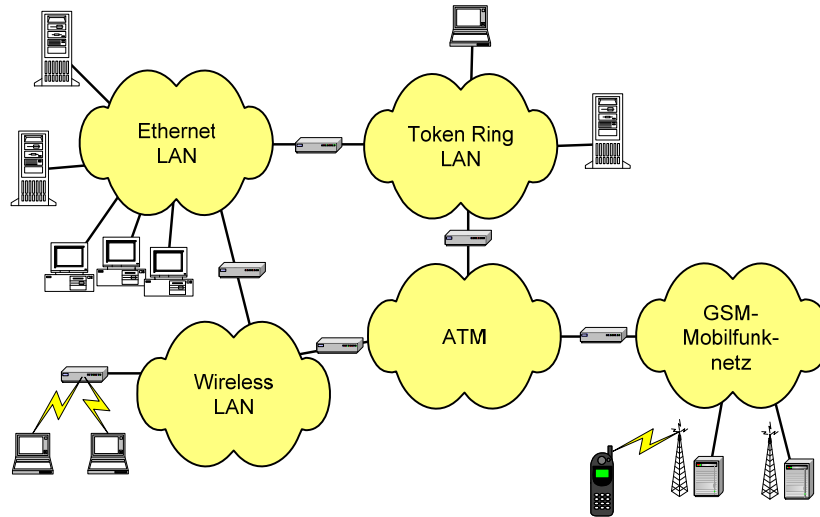 Ethernet
LAN
Token Ring
LAN
ATM
GSM-
Mobilfunk-
netz
Wireless
LAN